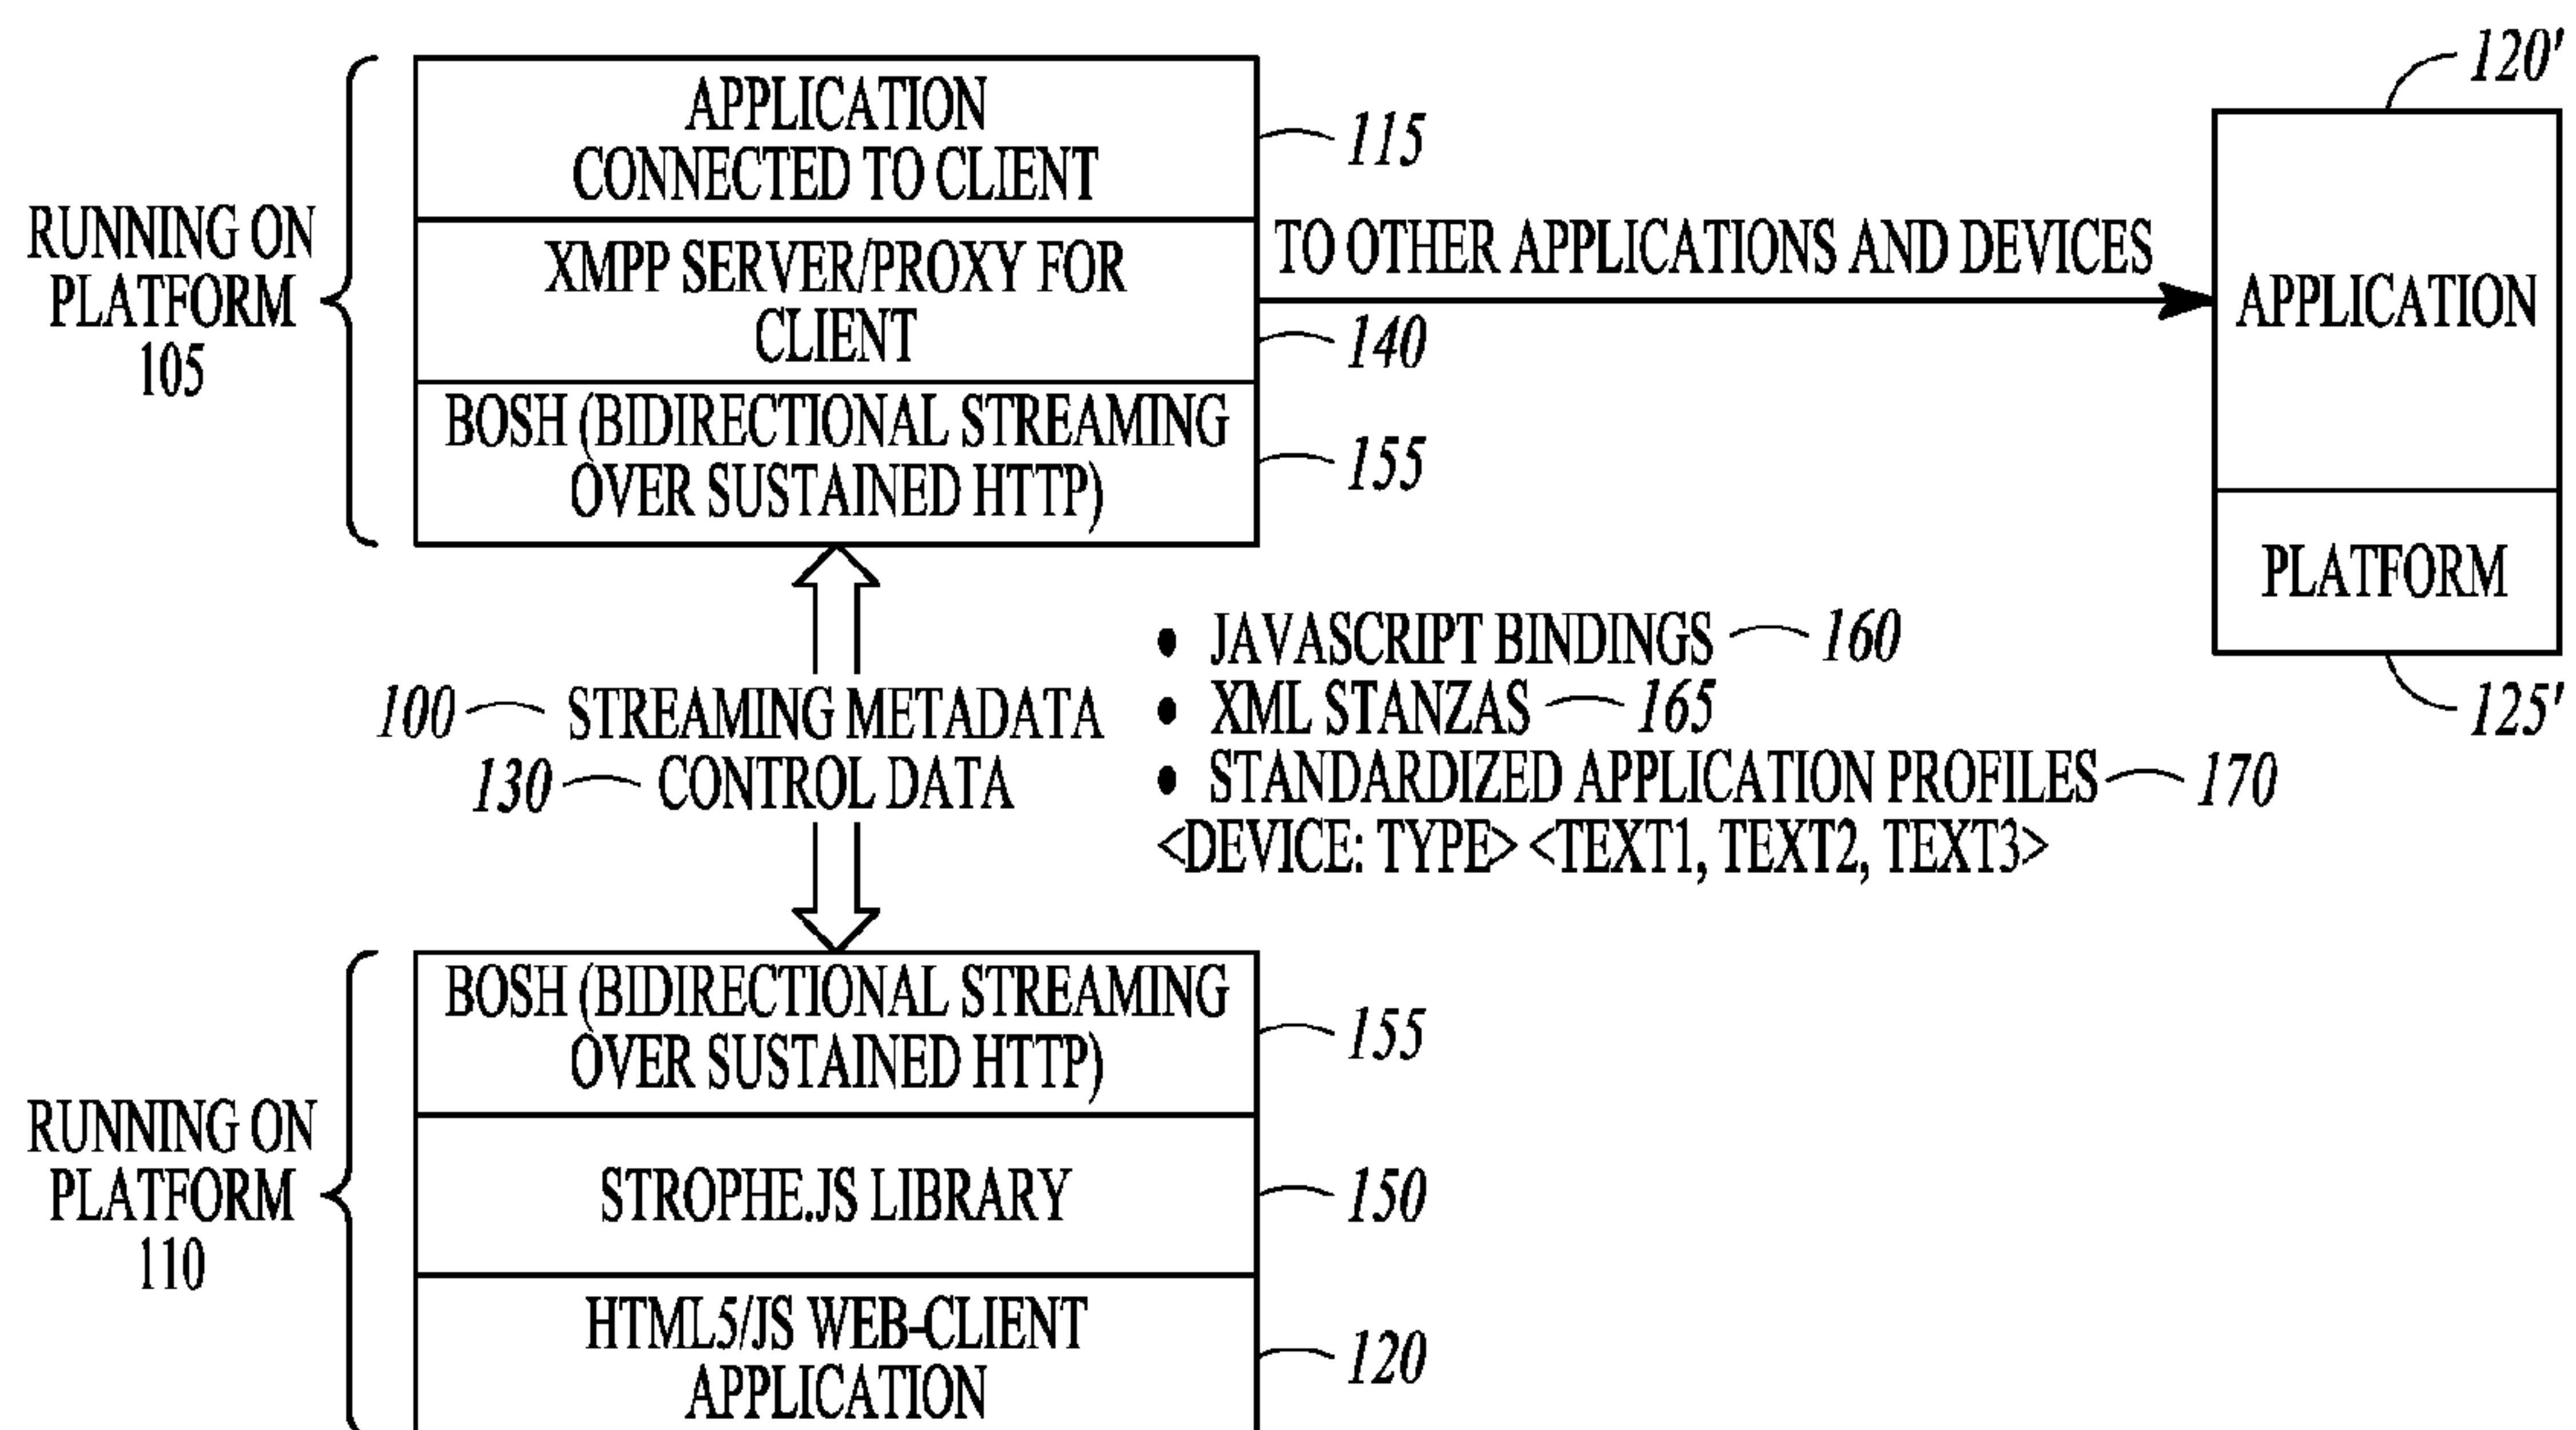 120'
APPLICATION
CONNECTED TO CLIENT
115
RUNNING ON
PLATFORM
105
XMPP SERVER/PROXY FOR
CLIENT
140
TO OTHER APPLICATIONS AND DEVICES
APPLICATION
BOSH (BIDIRECTIONAL STREAMING
OVER SUSTAINED HTTP)
155
PLATFORM
125'
100 STREAMING METADATA
130 CONTROL DATA
• JAVASCRIPT BINDINGS 160
• XML STANZAS 165
• STANDARDIZED APPLICATION PROFILES 170
<DEVICE: TYPE> <TEXT1, TEXT2, TEXT3>
BOSH (BIDIRECTIONAL STREAMING
OVER SUSTAINED HTTP)
155
RUNNING ON
PLATFORM
110
STROPHE.JS LIBRARY
150
HTML5/JS WEB-CLIENT
APPLICATION
120